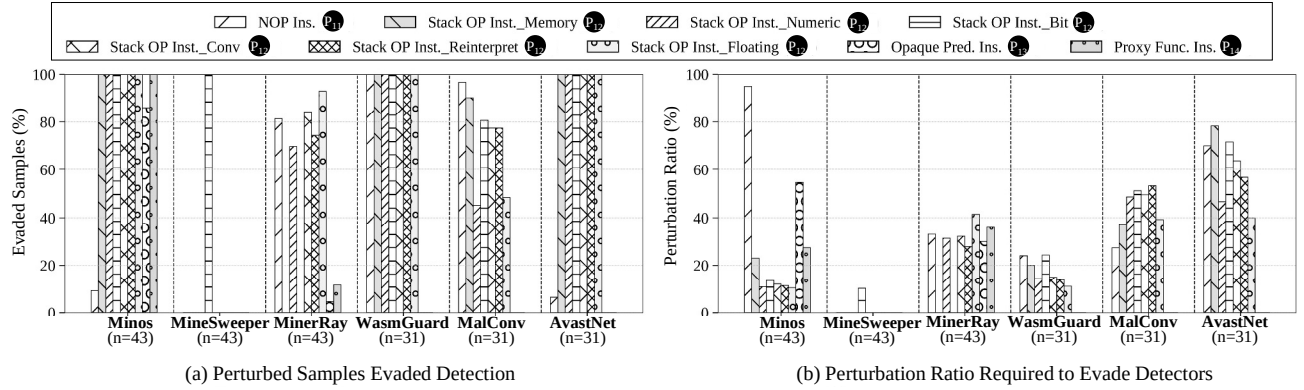 NOP Ins. P11 Stack OP Inst._Memory P12 Stack OP Inst._Numeric P12 Stack OP Inst._Bit P12
Stack OP Inst._Conv P12 Stack OP Inst._Reinterpret P12 Stack OP Inst._Floating P12 Opaque Pred. Ins. P13 Proxy Func. Ins. P14
Evaded Samples (%)
100
80
60
40
20
0
Minos MineSweeper MinerRay WasmGuard MalConv AvastNet
(n=43) (n=43) (n=43) (n=31) (n=31) (n=31)
(a) Perturbed Samples Evaded Detection
Perturbation Ratio (%)
100
80
60
40
20
0
Minos MineSweeper MinerRay WasmGuard MalConv AvastNet
(n=43) (n=43) (n=43) (n=31) (n=31) (n=31)
(b) Perturbation Ratio Required to Evade Detectors